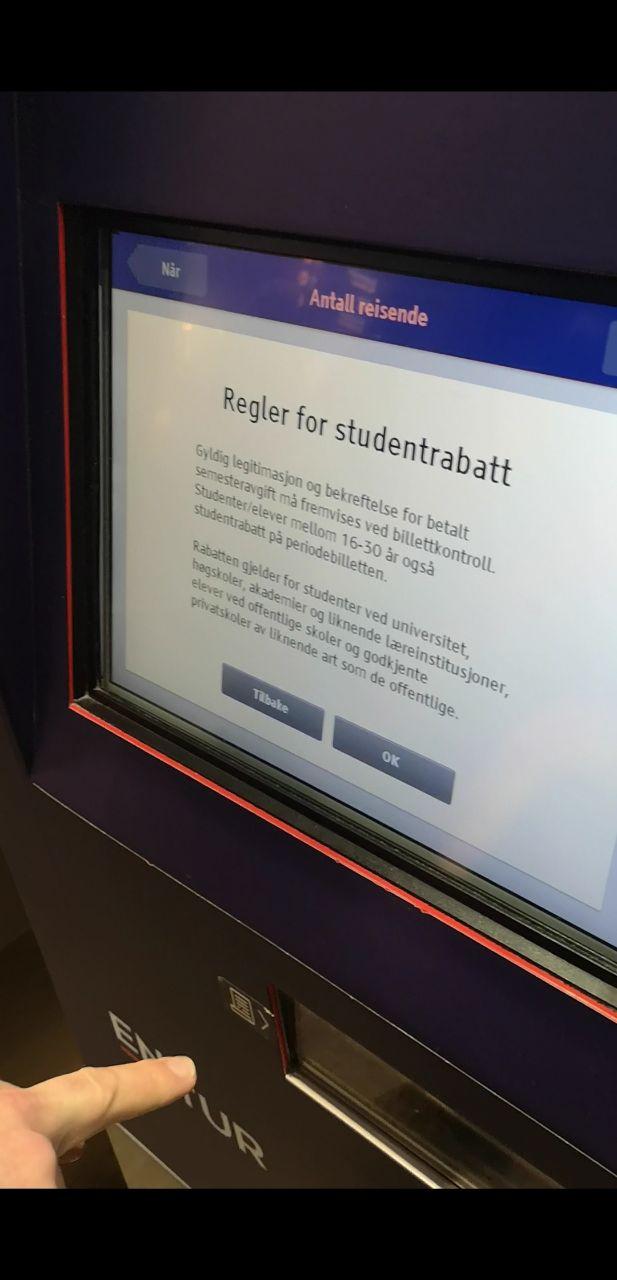 Når
Antall reisende
Regler for studentrabatt
Gyldig legitimasjon og bekreftelse for betalt
semesteravgift må fremvises ved billettkontroll.
Studenter/elever mellom 16-30 år også
studentrabatt på periodebilletten.
Rabatten gjelder for studenter ved universitet,
høgskoler, akademier og liknende læreinstitusjoner,
elever ved offentlige skoler og godkjente
privatskoler av liknende art som de offentlige.
Tilbake
OK